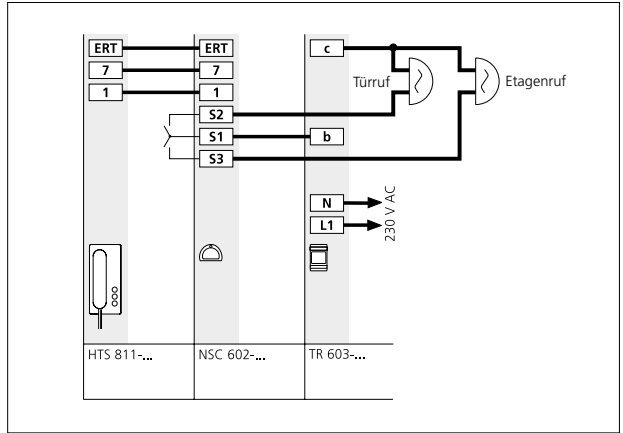 ERT ERT c
7 7
1 1
Türruf Etagenruf
S2
S1 b
S3
N
L1
230 V AC
HTS 811-... NSC 602-... TR 603-...